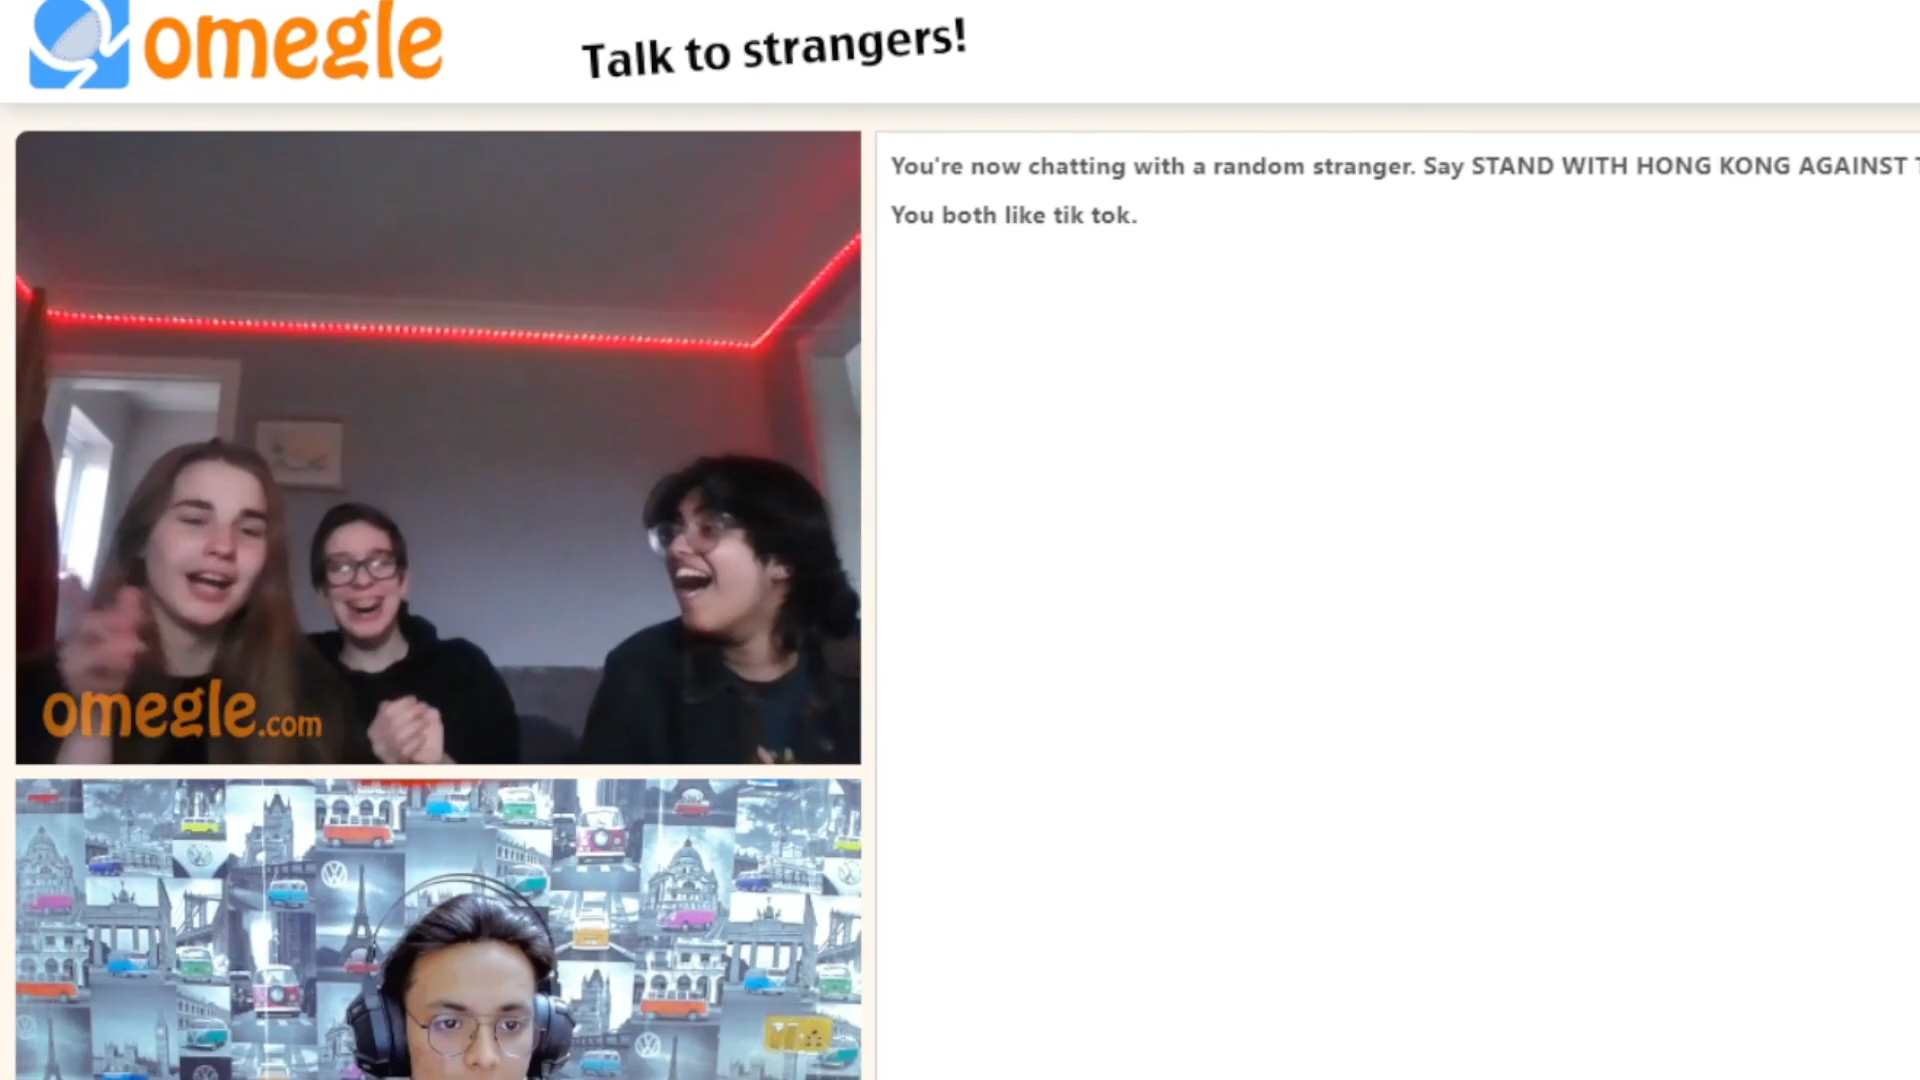 omegle
Talk to strangers!
You're now chatting with a random stranger. Say STAND WITH HONG KONG AGAINST
You both like tik tok.
omegle.com